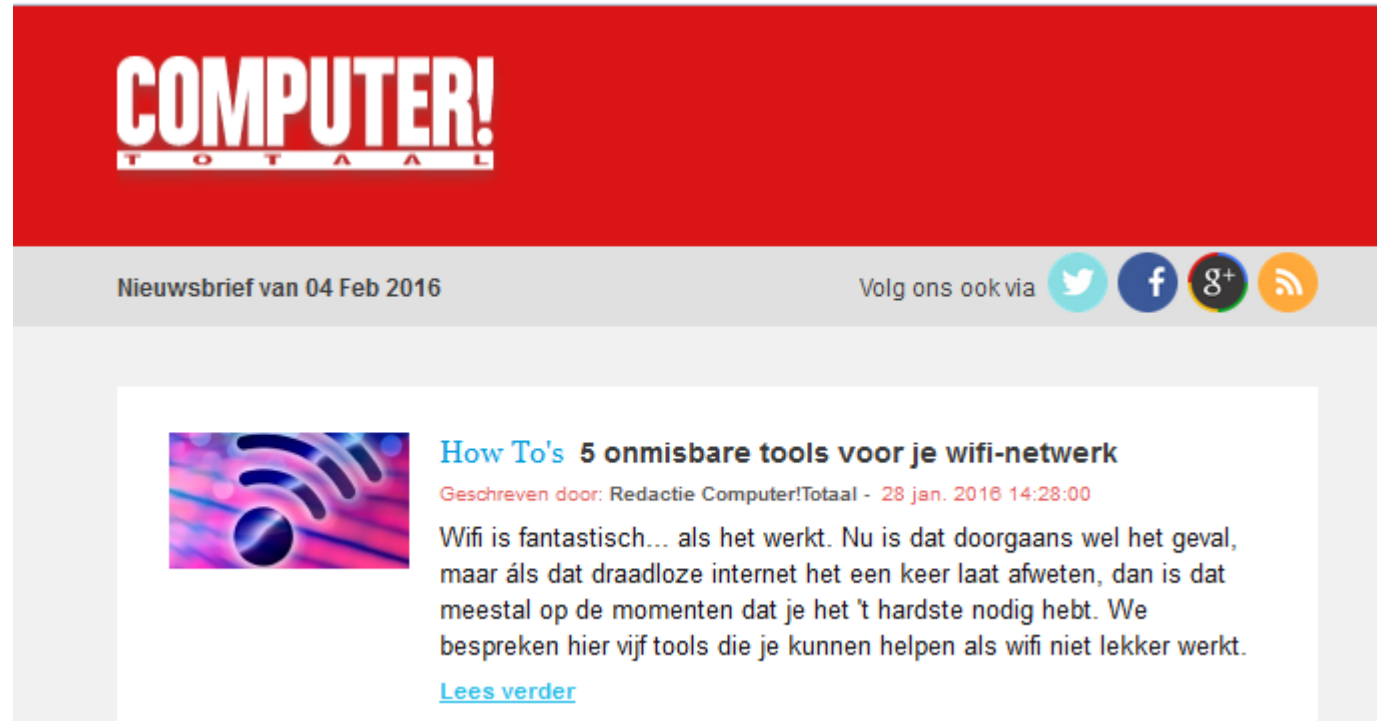 COMPUTER!
TOTAAL
Nieuwsbrief van 04 Feb 2016
Volg ons ook via
f
g+
How To's 5 onmisbare tools voor je wifi-netwerk
Geschreven door: Redactie Computer!Totaal - 28 jan. 2016 14:28:00
Wifi is fantastisch... als het werkt. Nu is dat doorgaans wel het geval,
maar áls dat draadloze internet het een keer laat afweten, dan is dat
meestal op de momenten dat je het 't hardste nodig hebt. We
bespreken hier vijf tools die je kunnen helpen als wifi niet lekker werkt.
Lees verder